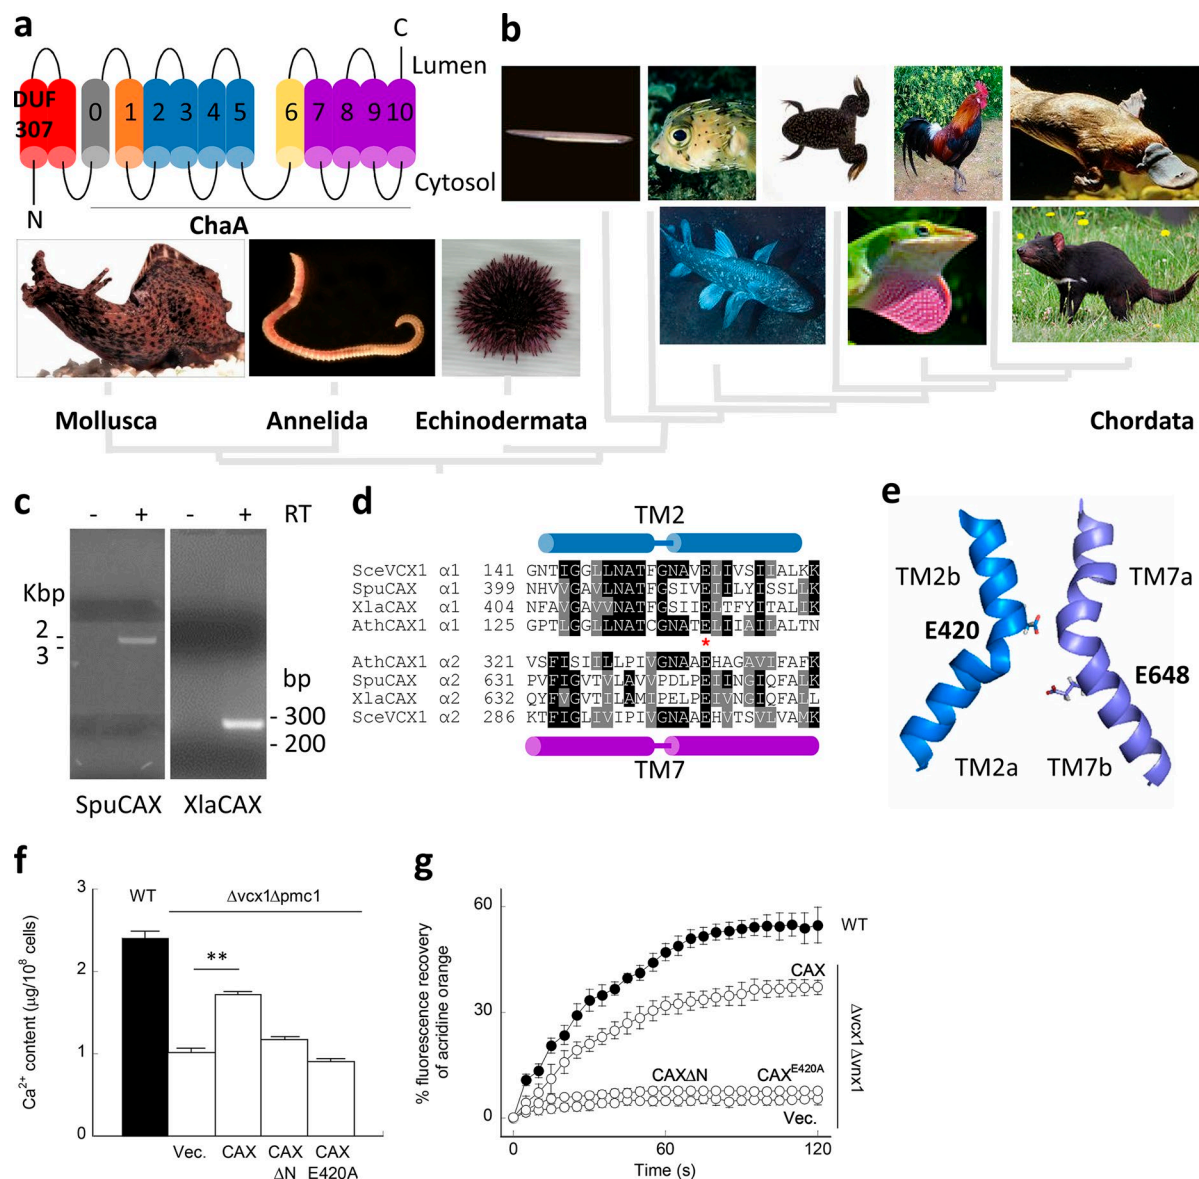 a
C
Lumen
DUF
307
0 1 2 3 4 5 6 7 8 9 10
Cytosol
N
ChaA
Mollusca
Annelida
Echinodermata
b
Chordata
c
- + - + RT
Kbp
2 -
3 -
bp
- 300
- 200
SpuCAX XlaCAX
d
TM2
SceVCX1 α1 141 GNTIGGLLNATFGNAVELIVSIIALKK
SpuCAX α1 399 NHVVGAVLNATFGSIVEIILYISSLLK
XlaCAX α1 404 NFAVGAVVNATFGSIIELTFYITALIK
AthCAX1 α1 125 GPTLGGLLNATCGNATELIIAILALTN
*
AthCAX1 α2 321 VSFISIILLPIVGNAAEHAGAVIFAFK
SpuCAX α2 631 PVFIGVTVLAVVPDLPEIINGIQFALK
XlaCAX α2 632 QYFVGVTILAMIPELPEIVNGIQFALL
SceVCX1 α2 286 KTFIGLIVIPIVGNAAEHVTSVLVAMK
TM7
e
TM2b
TM7a
E420
E648
TM2a
TM7b
f
WT
Δvcx1Δpmc1
**
3
2
1
0
Ca²⁺ content (µg/10⁸ cells)
Vec.
CAX
CAX
ΔN
CAX
E420A
g
60
30
0
% fluorescence recovery
of acridine orange
WT
CAX
CAXΔN
CAX^E420A
Vec.
Δvcx1 Δvnx1
0 60 120
Time (s)